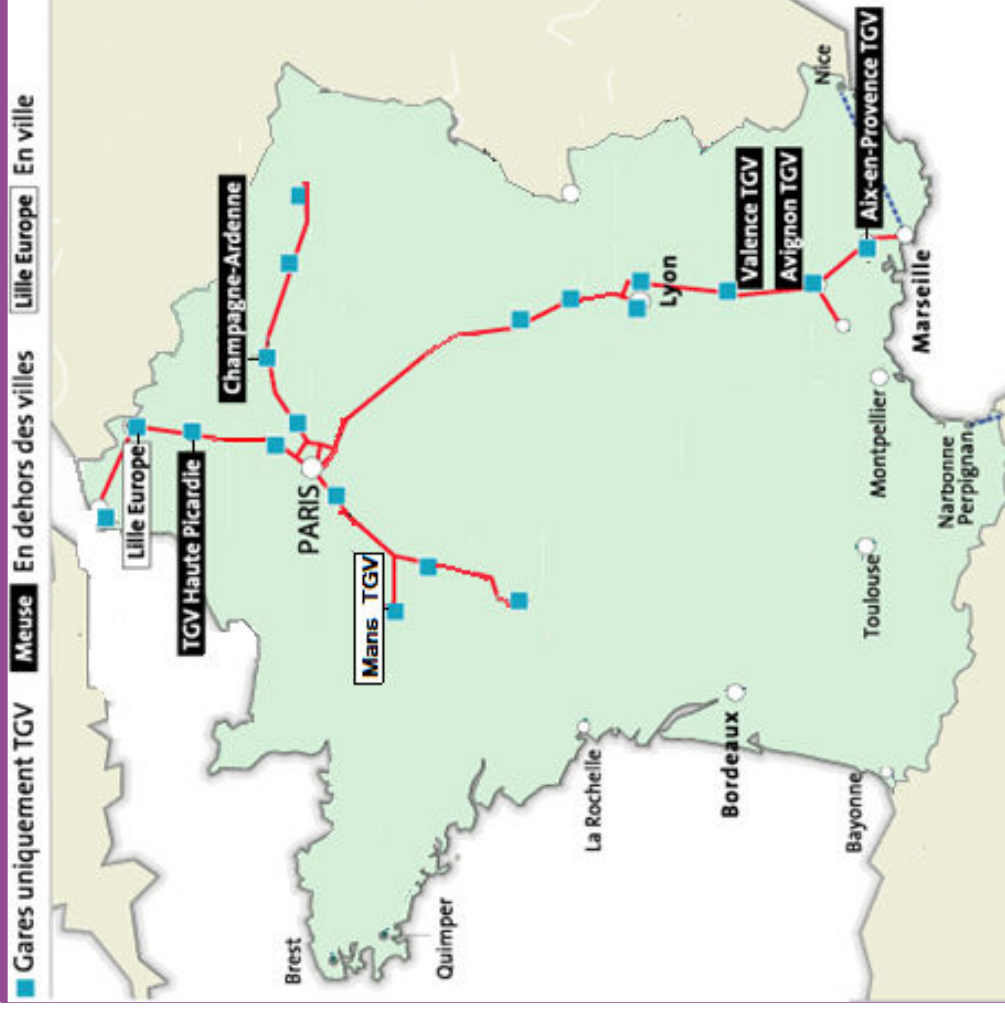 Gares uniquement TGV
Meuse
En dehors des villes
Lille Europe
En ville
Lille Europe
TGV Haute Picardie
Champagne-Ardenne
PARIS
Mans TGV
Brest
Quimper
La Rochelle
Lyon
Bordeaux
Valence TGV
Avignon TGV
Nice
Aix-en-Provence TGV
Bayonne
Toulouse
Montpellier
Marseille
Narbonne
Perpignan